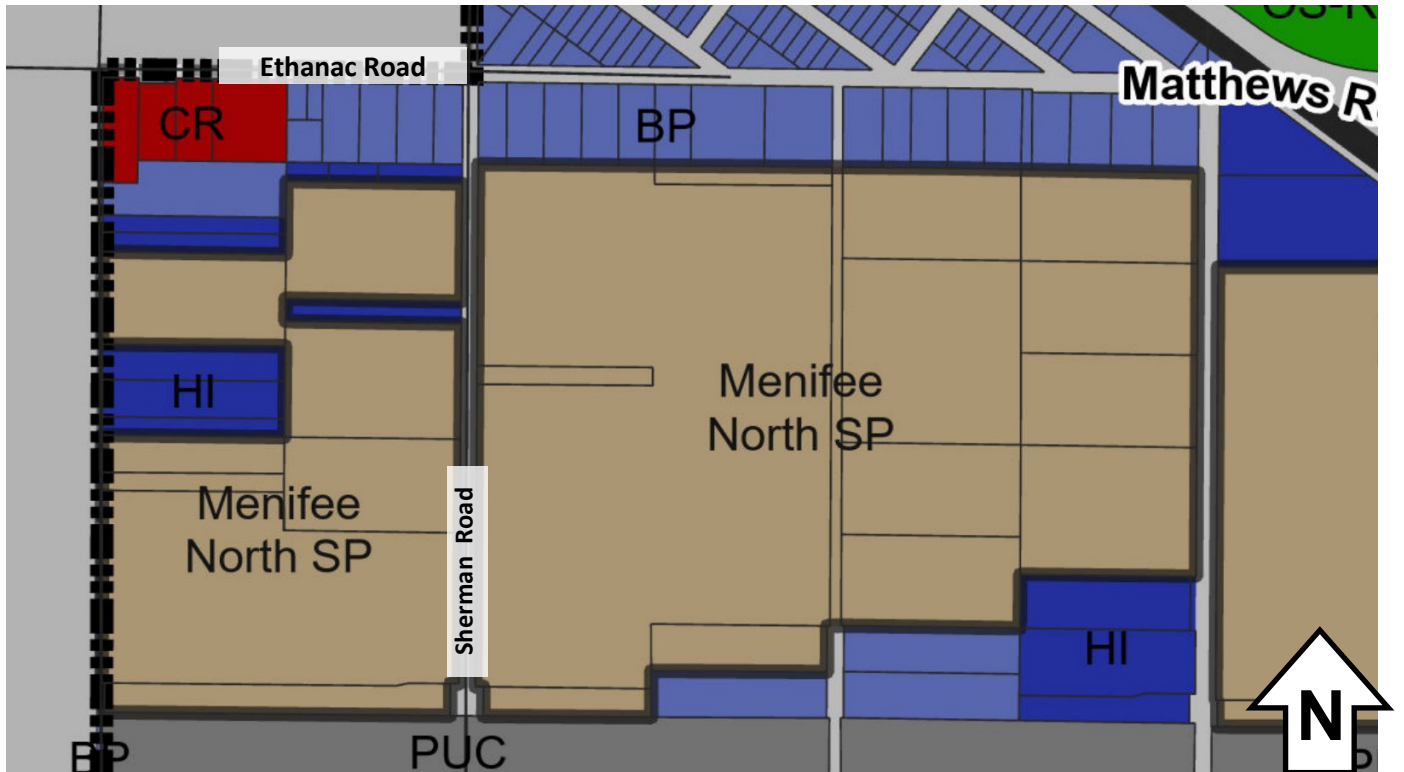 Ethanac Road
Matthews R
CR
BP
HI
Menifee
North SP
Menifee
North SP
Sherman Road
HI
N
BP
PUC